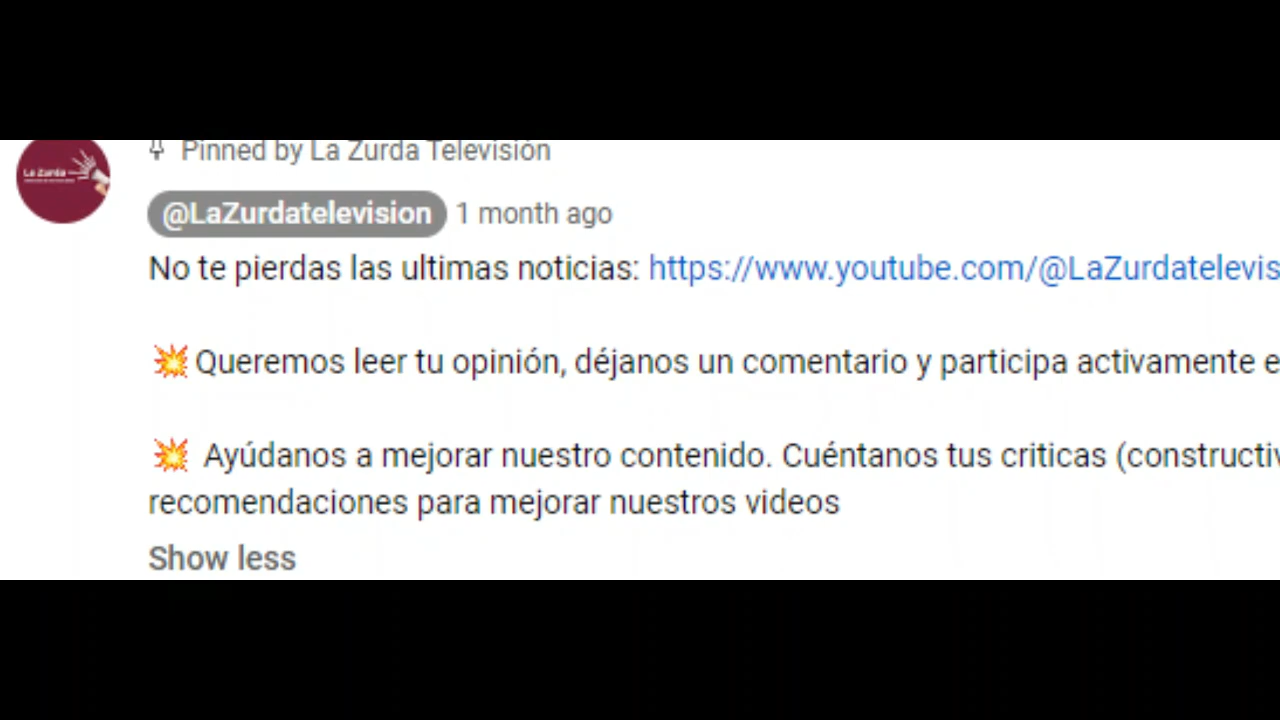 Pinned by La Zurda Televisión
La Zurda
@LaZurdatelevision 1 month ago
No te pierdas las ultimas noticias: https://www.youtube.com/@LaZurdatelevis
💥 Queremos leer tu opinión, déjanos un comentario y participa activamente e
💥 Ayúdanos a mejorar nuestro contenido. Cuéntanos tus criticas (constructiv
recomendaciones para mejorar nuestros videos
Show less